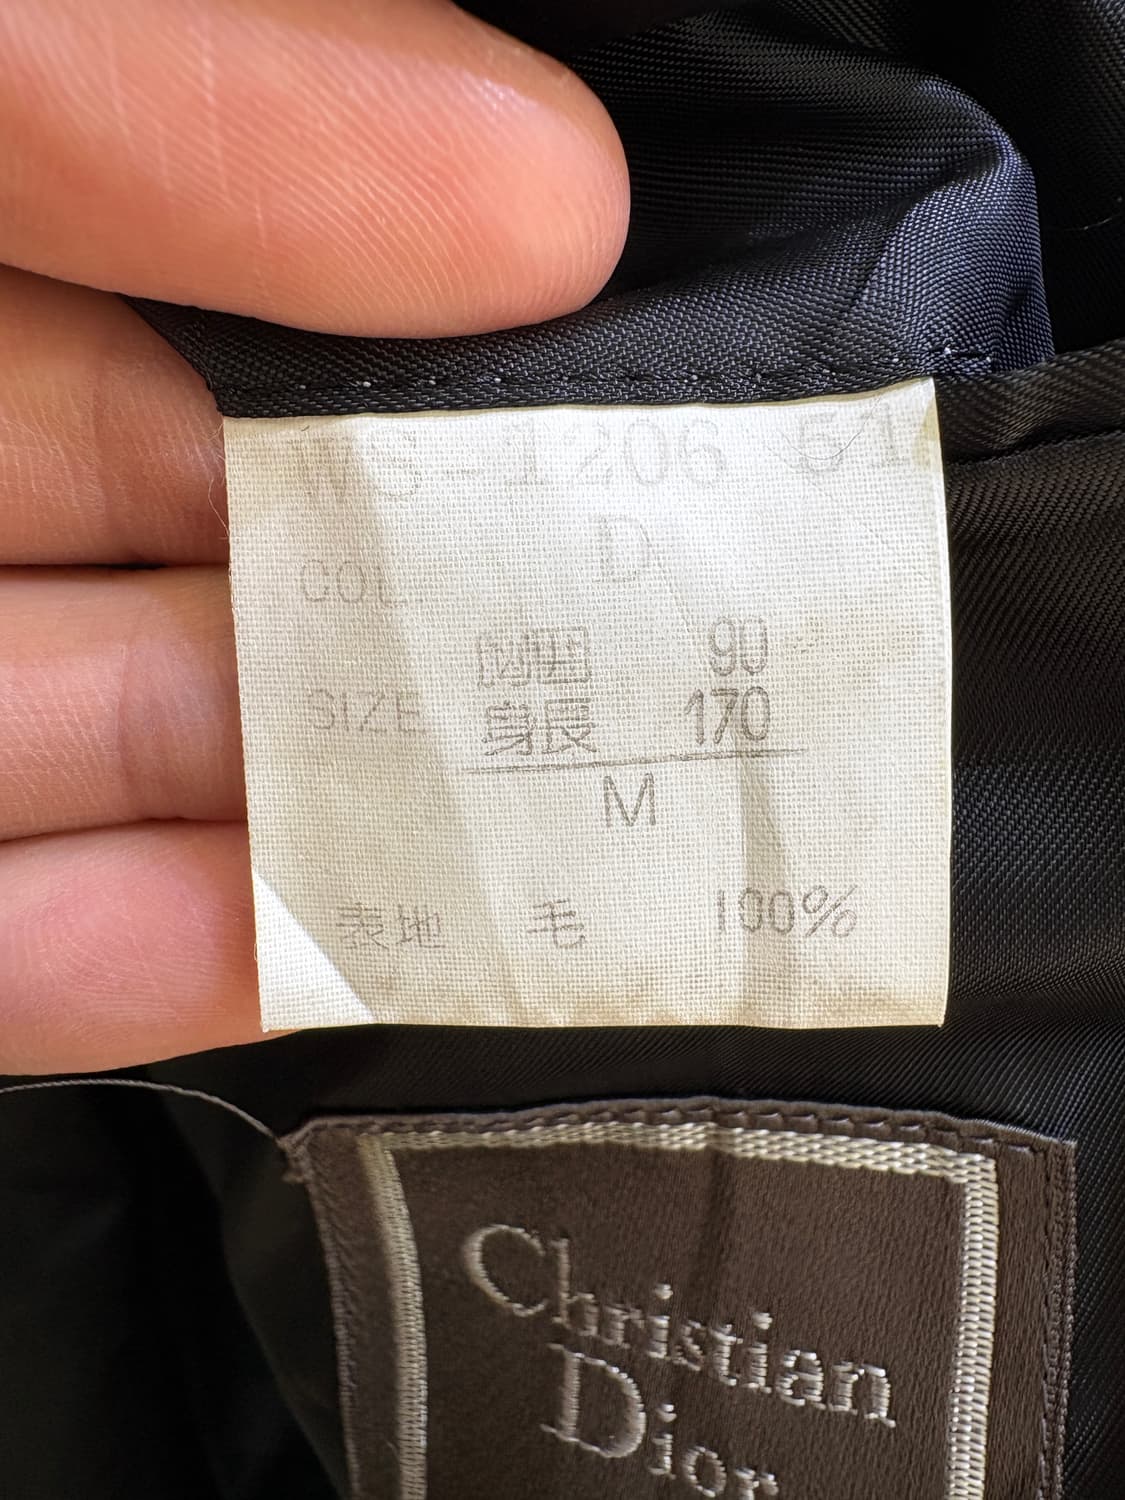 WS-1206 51
COL D
胸囲 90
SIZE 身長 170
M
表地 毛 100%
Christian
Dior